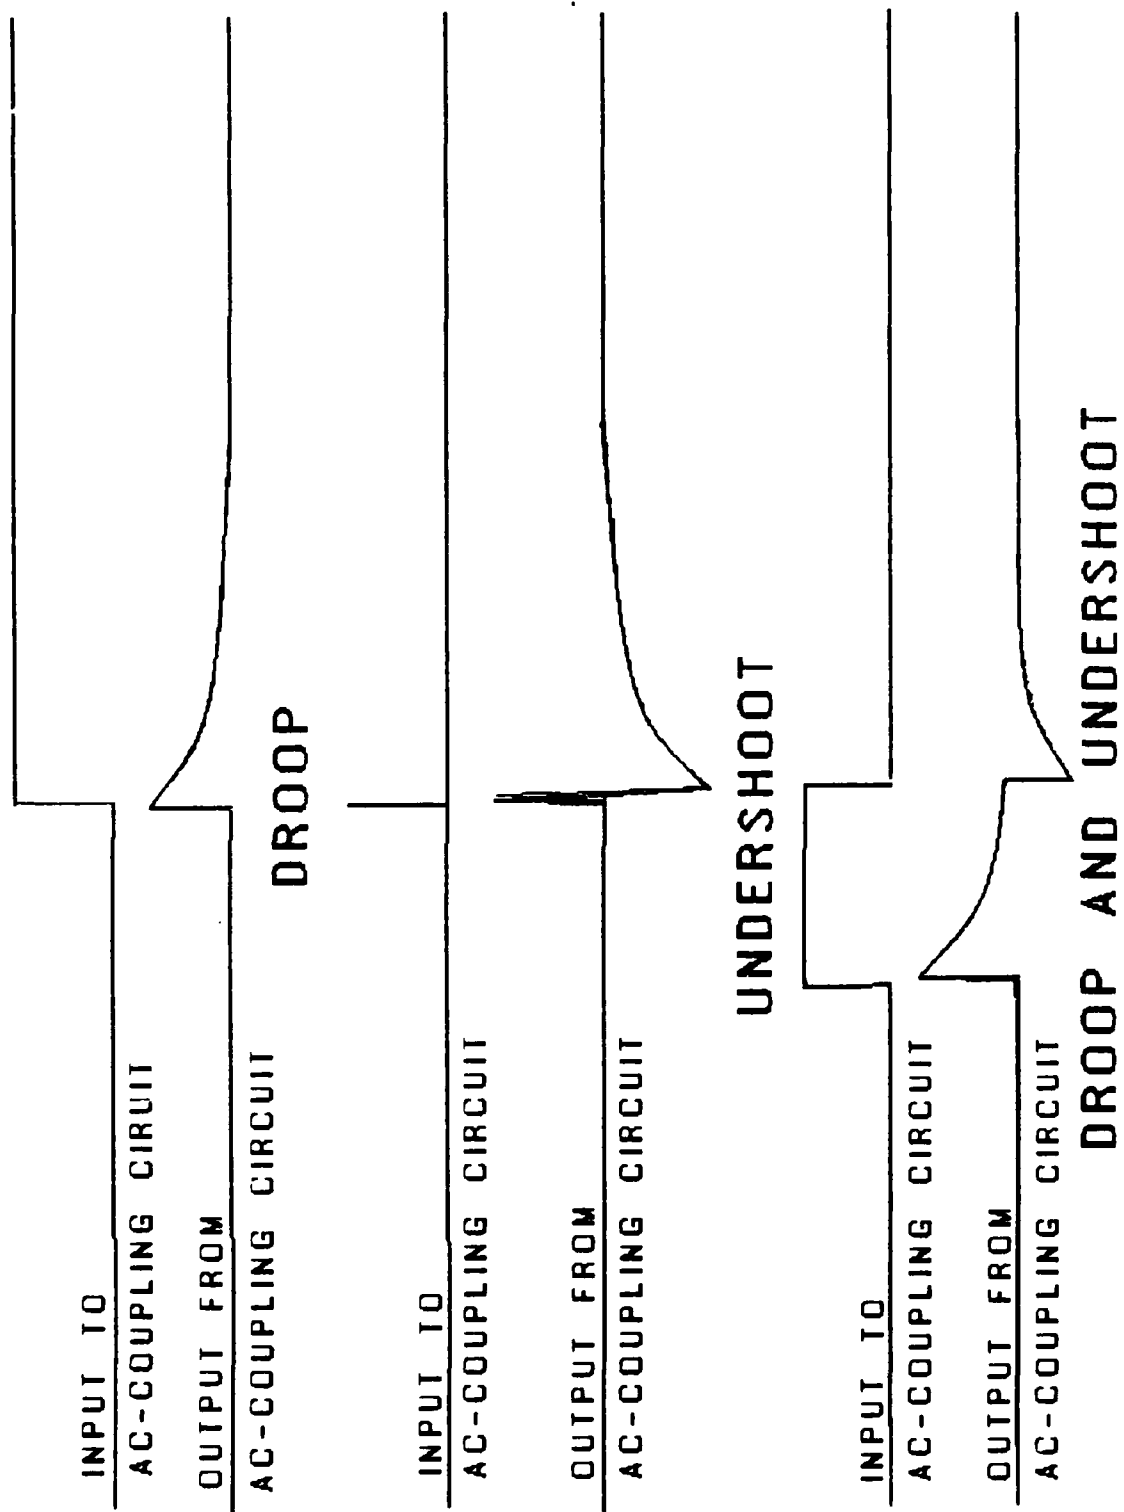 INPUT TO
AC-COUPLING CIRUIT
OUTPUT FROM
AC-COUPLING CIRCUIT
DROOP
INPUT TO
AC-COUPLING CIRCUIT
OUTPUT FROM
AC-COUPLING CIRCUIT
UNDERSHOOT
INPUT TO
AC-COUPLING CIRCUIT
OUTPUT FROM
AC-COUPLING CIRCUIT
DROOP AND UNDERSHOOT